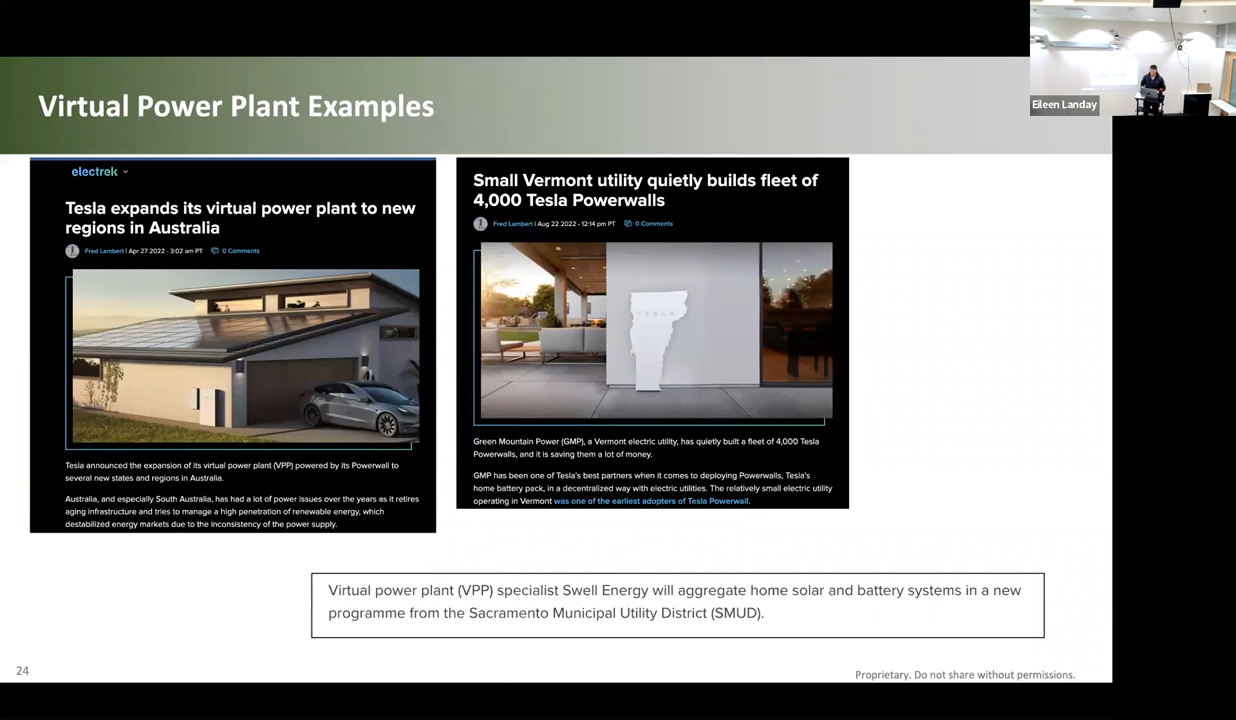 Virtual Power Plant Examples
Eileen Landay
electrek
Tesla expands its virtual power plant to new
regions in Australia
Fred Lambert | Apr 27 2022 - 3:02 am PT 0 Comments
Tesla announced the expansion of its virtual power plant (VPP) powered by its Powerwall to
several new states and regions in Australia.
Australia, and especially South Australia, has had a lot of power issues over the years as it retires
aging infrastructure and tries to manage a high penetration of renewable energy, which
destabilized energy markets due to the inconsistency of the power supply.
Small Vermont utility quietly builds fleet of
4,000 Tesla Powerwalls
Fred Lambert | Aug 22 2022 - 12:14 pm PT 0 Comments
TESLA
Green Mountain Power (GMP), a Vermont electric utility, has quietly built a fleet of 4,000 Tesla
Powerwalls, and it is saving them a lot of money.
GMP has been one of Tesla's best partners when it comes to deploying Powerwalls, Tesla's
home battery pack, in a decentralized way with electric utilities. The relatively small electric utility
operating in Vermont was one of the earliest adopters of Tesla Powerwall.
Virtual power plant (VPP) specialist Swell Energy will aggregate home solar and battery systems in a new
programme from the Sacramento Municipal Utility District (SMUD).
24
Proprietary. Do not share without permissions.